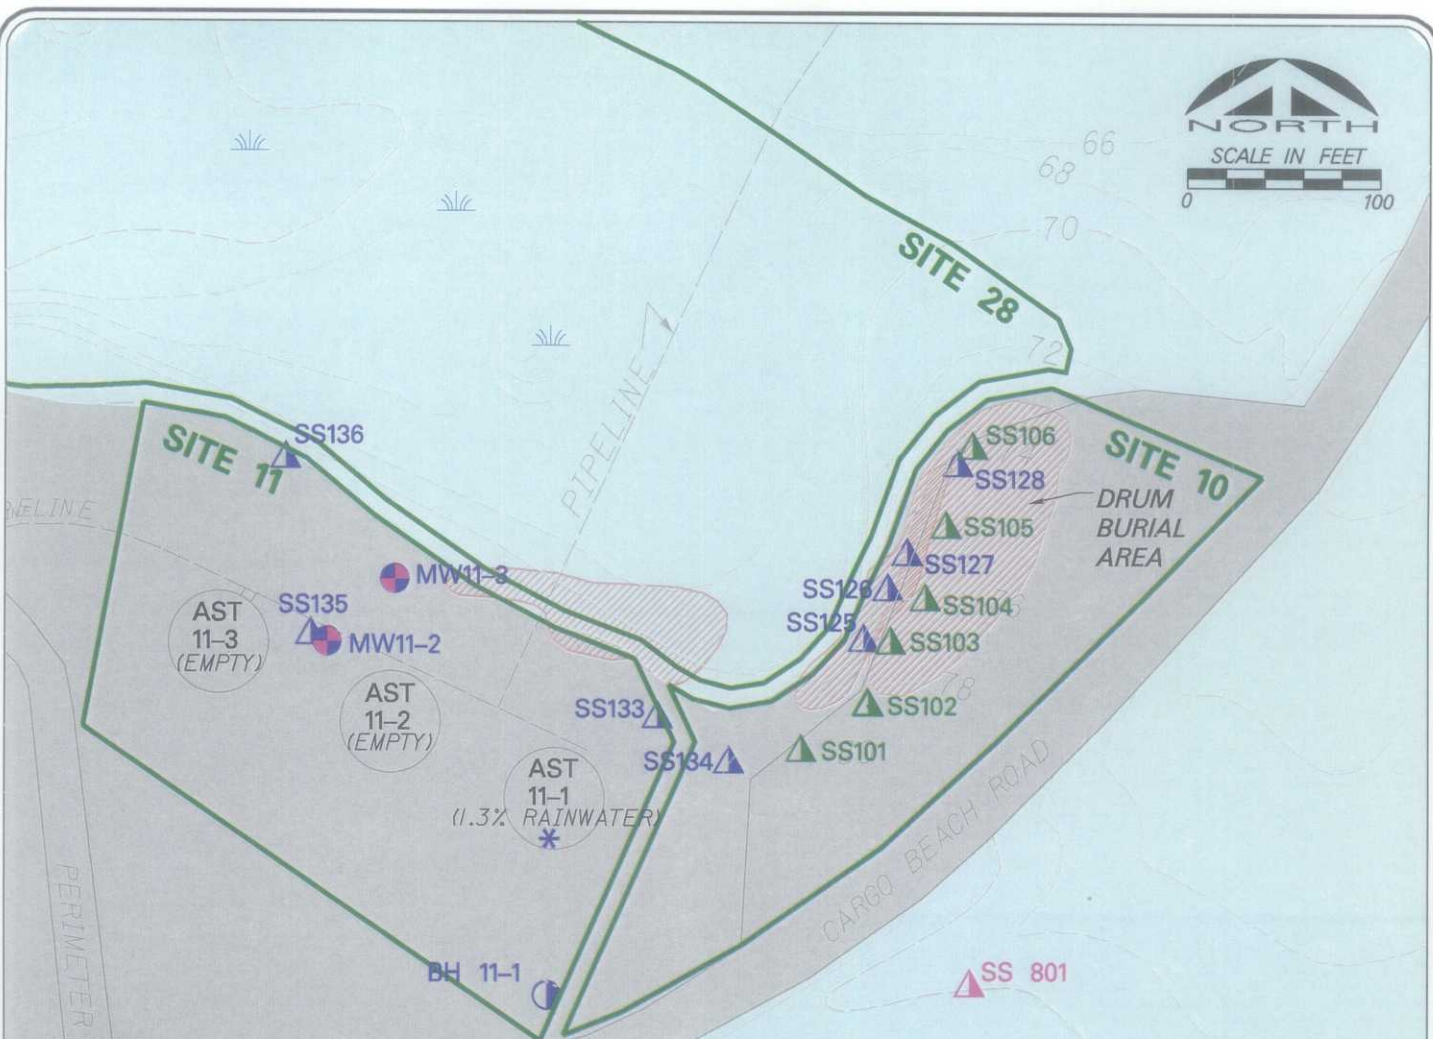 NORTH
SCALE IN FEET
0 100
66
68
70
72
SITE 28
PIPELINE
SITE 11
SS136
SITE 10
SS106
SS128
DRUM
BURIAL
AREA
SS105
SS127
SS126
SS104
SS125
SS103
SS102
78
SS101
MW11-3
SS135
MW11-2
AST
11-3
(EMPTY)
AST
11-2
(EMPTY)
SS133
SS134
AST
11-1
(1.3% RAINWATER)
CARGO BEACH ROAD
PERIMETER
BH 11-1
SS 801